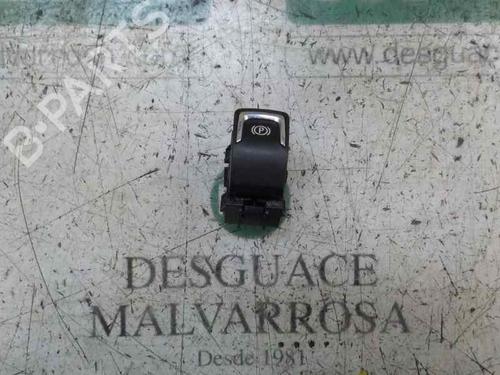 www.desguac
B-PARTS
P
DESGUACE
MALVARROSA
Desde 1981